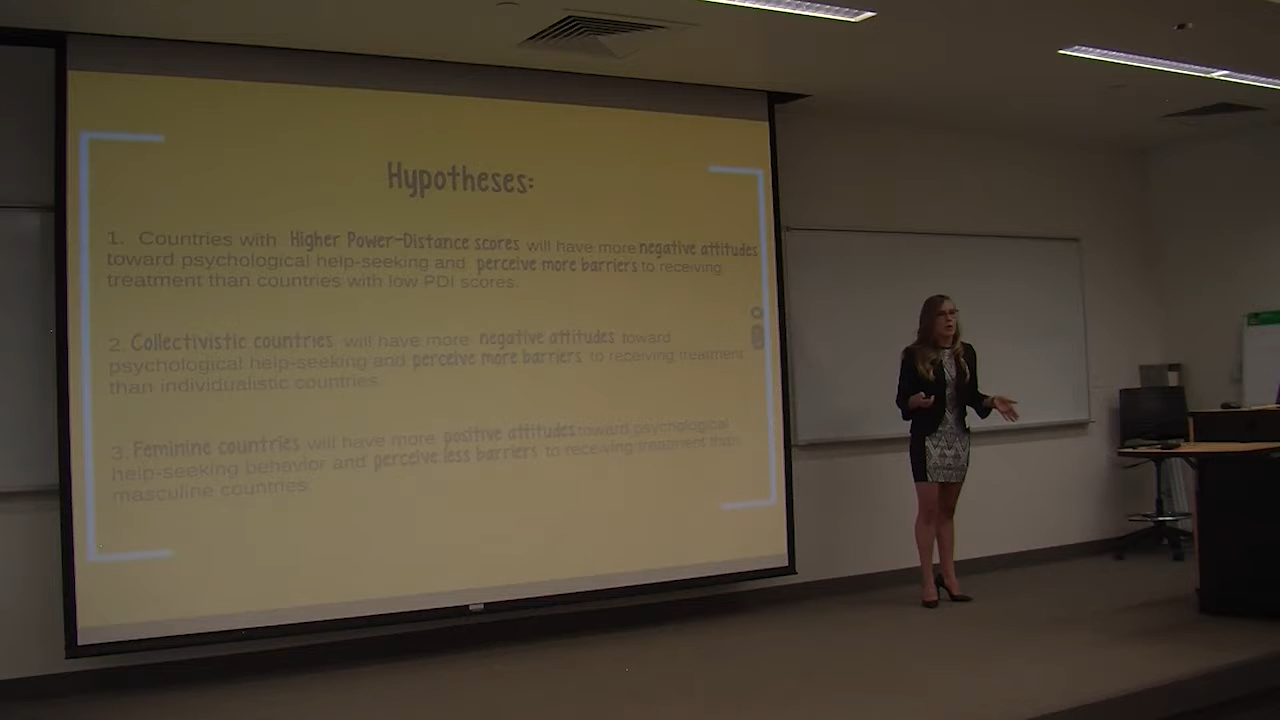 Hypotheses:
1. Countries with Higher Power-Distance scores will have more negative attitudes
toward psychological help-seeking and perceive more barriers to receiving
treatment than countries with low PDI scores.
2. Collectivistic countries will have more negative attitudes toward
psychological help-seeking and perceive more barriers to receiving treatment
than individualistic countries.
3. Feminine countries will have more positive attitudes toward psychological
help-seeking behavior and perceive less barriers to receiving treatment than
masculine countries.